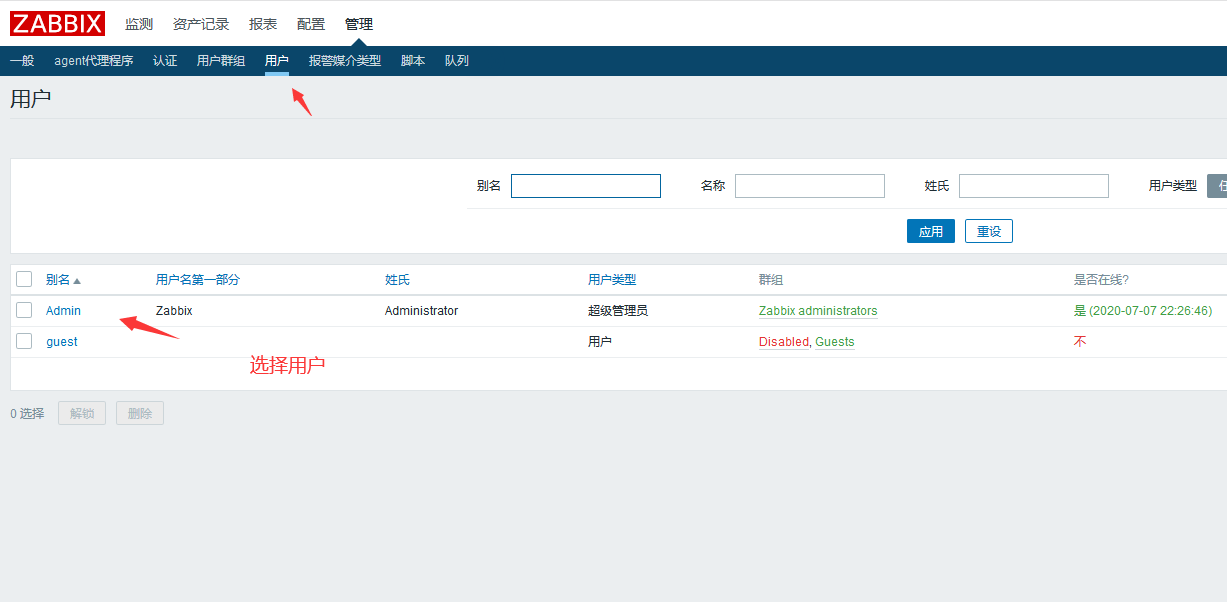 ZABBIX 监测 资产记录 报表 配置 管理
一般 agent代理程序 认证 用户群组 用户 报警媒介类型 脚本 队列
用户
别名 名称 姓氏 用户类型
应用 重设
别名 用户名第一部分 姓氏 用户类型 群组 是否在线?
Admin Zabbix Administrator 超级管理员 Zabbix administrators 是 (2020-07-07 22:26:46)
guest 用户 Disabled, Guests 不
选择用户
0 选择 解锁 删除